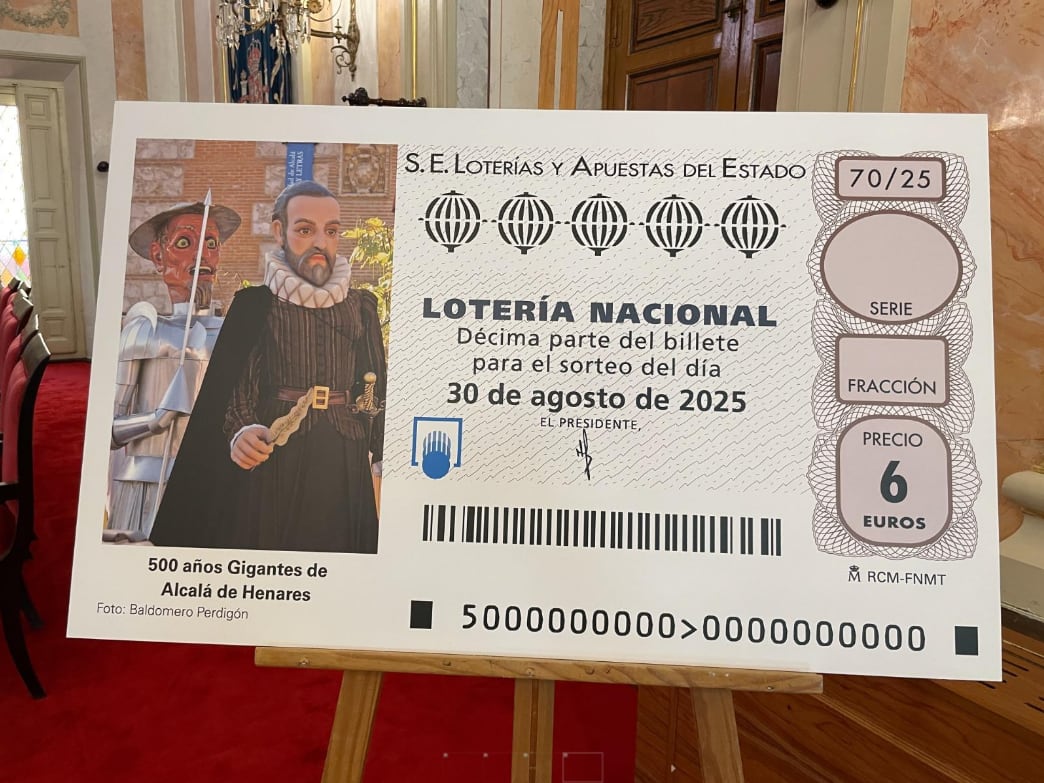 S. E. LOTERÍAS Y APUESTAS DEL ESTADO
LOTERÍA NACIONAL
Décima parte del billete
para el sorteo del día
30 de agosto de 2025
EL PRESIDENTE,
70/25
SERIE
FRACCIÓN
PRECIO
6
EUROS
RCM-FNMT
500 años Gigantes de
Alcalá de Henares
Foto: Baldomero Perdigón
5000000000>0000000000